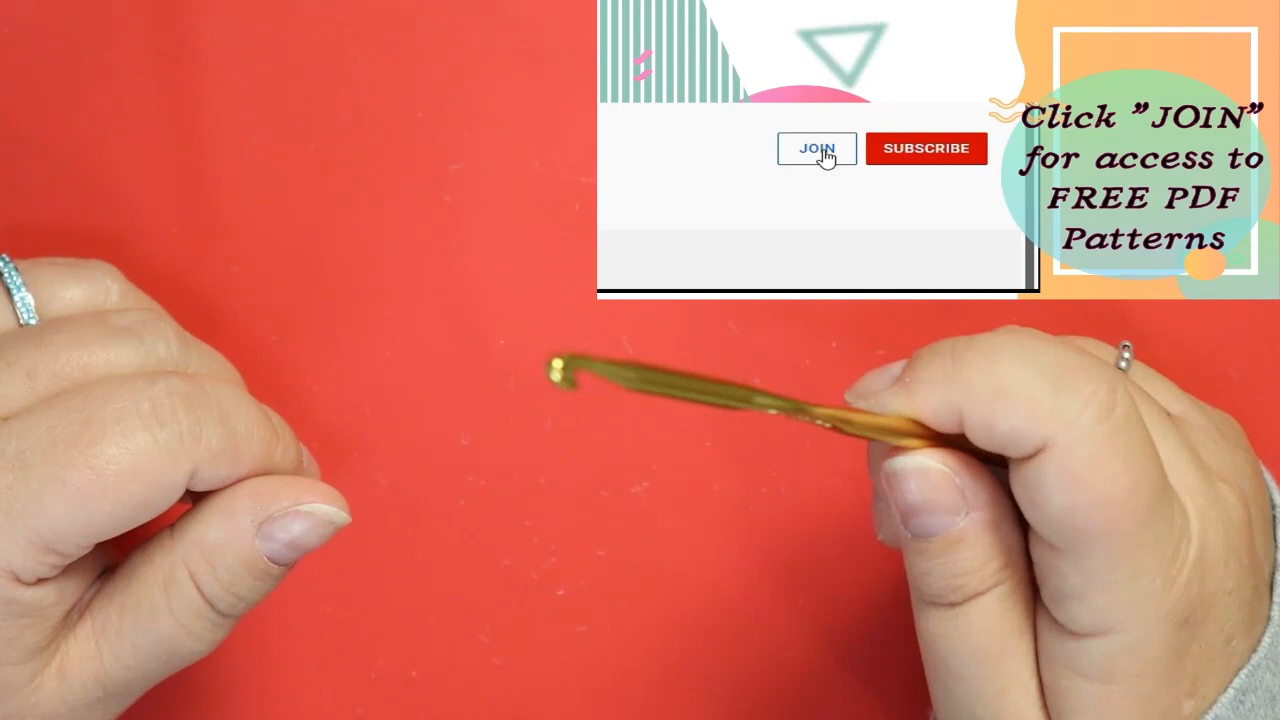 JOIN
SUBSCRIBE
Click "JOIN"
for access to
FREE PDF
Patterns